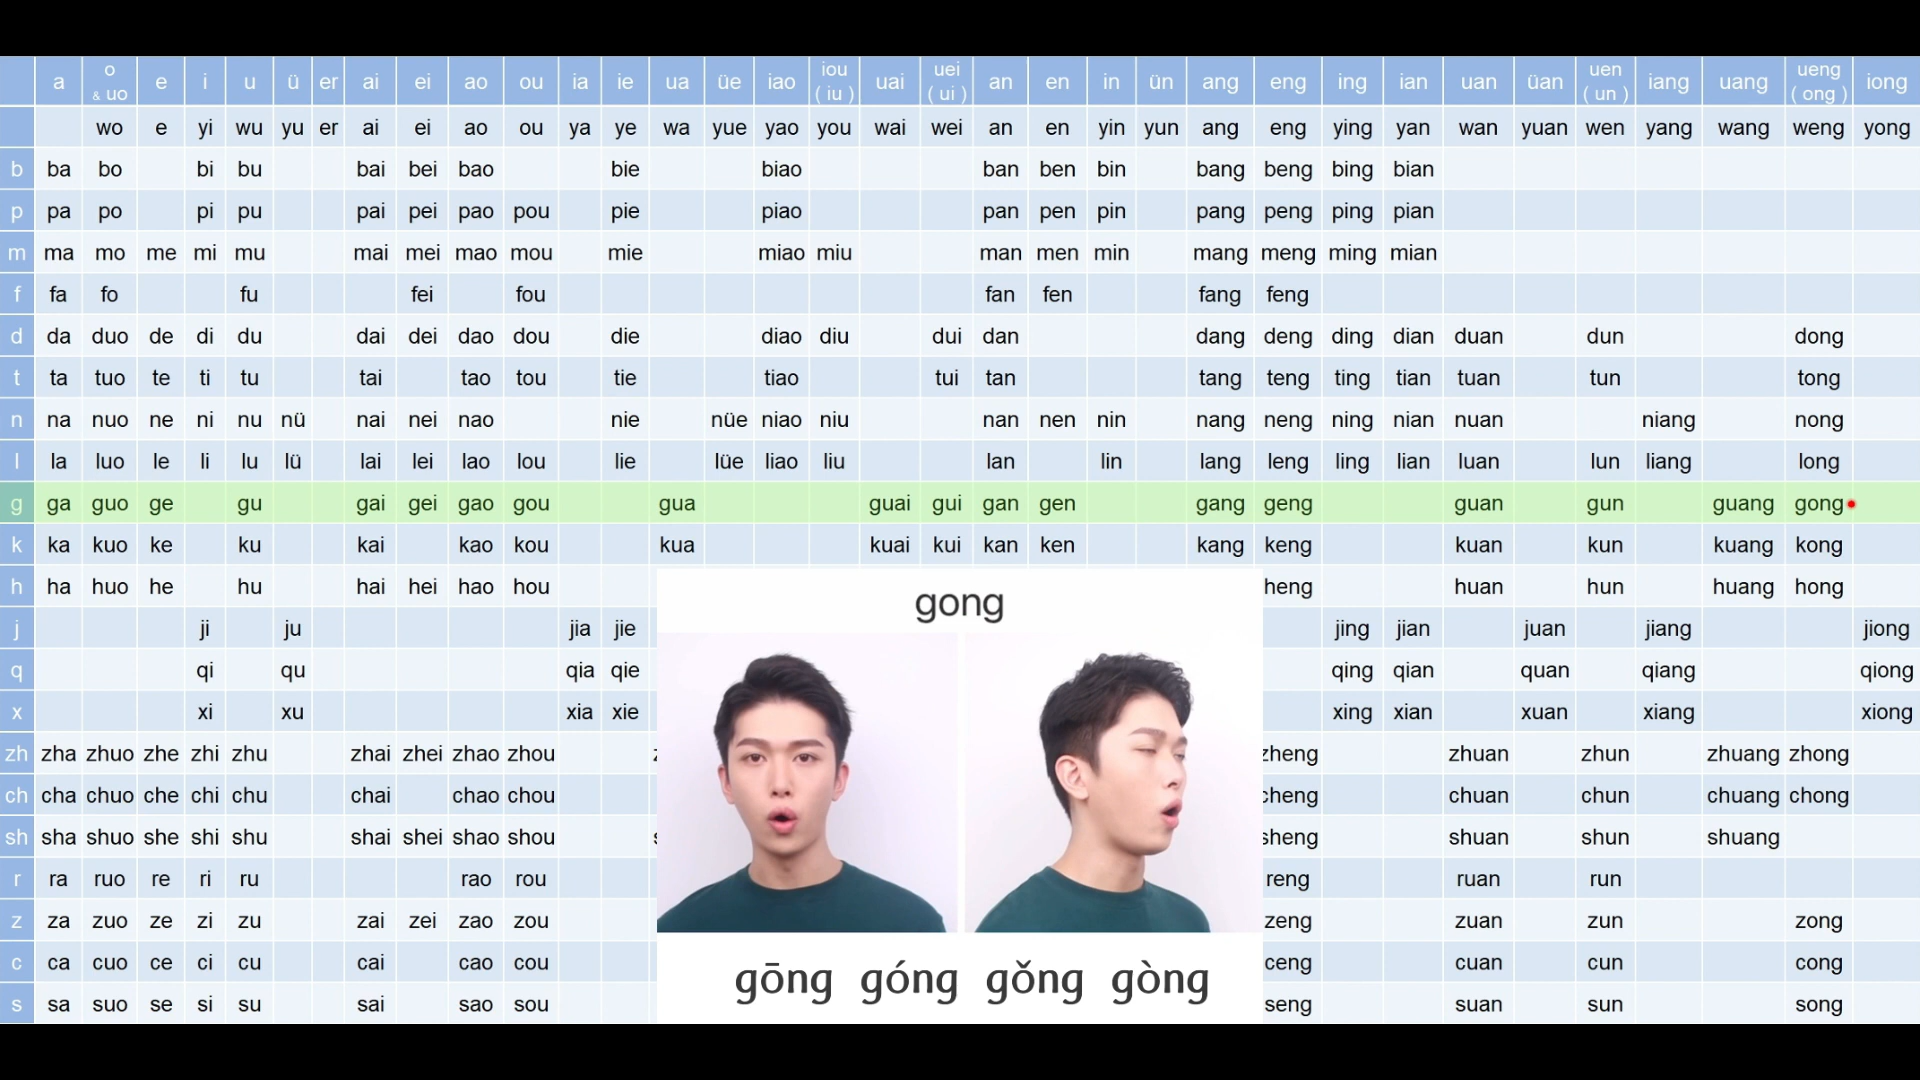 a o & uo e i u ü er ai ei ao ou ia ie ua üe iao iou ( iu ) uai uei ( ui ) an en in ün ang eng ing ian uan üan uen ( un ) iang uang ueng ( ong ) iong
wo e yi wu yu er ai ei ao ou ya ye wa yue yao you wai wei an en yin yun ang eng ying yan wan yuan wen yang wang weng yong
b ba bo bi bu bai bei bao bie biao ban ben bin bang beng bing bian
p pa po pi pu pai pei pao pou pie piao pan pen pin pang peng ping pian
m ma mo me mi mu mai mei mao mou mie miao miu man men min mang meng ming mian
f fa fo fu fei fou fan fen fang feng
d da duo de di du dai dei dao dou die diao diu dui dan dang deng ding dian duan dun dong
t ta tuo te ti tu tai tao tou tie tiao tui tan tang teng ting tian tuan tun tong
n na nuo ne ni nu nü nai nei nao nie nüe niao niu nan nen nin nang neng ning nian nuan niang nong
l la luo le li lu lü lai lei lao lou lie lüe liao liu lan lin lang leng ling lian luan lun liang long
g ga guo ge gu gai gei gao gou gua guai gui gan gen gang geng guan gun guang gong
k ka kuo ke ku kai kao kou kua kuai kui kan ken kang keng kuan kun kuang kong
h ha huo he hu hai hei hao hou heng huan hun huang hong
j ji ju jia jie jing jian juan jiang jiong
q qi qu qia qie qing qian quan qiang qiong
x xi xu xia xie xing xian xuan xiang xiong
zh zha zhuo zhe zhi zhu zhai zhei zhao zhou zheng zhuan zhun zhuang zhong
ch cha chuo che chi chu chai chao chou cheng chuan chun chuang chong
sh sha shuo she shi shu shai shei shao shou sheng shuan shun shuang
r ra ruo re ri ru rao rou reng ruan run
z za zuo ze zi zu zai zei zao zou zeng zuan zun zong
c ca cuo ce ci cu cai cao cou ceng cuan cun cong
s sa suo se si su sai sao sou seng suan sun song
gong
gōng góng gǒng gòng